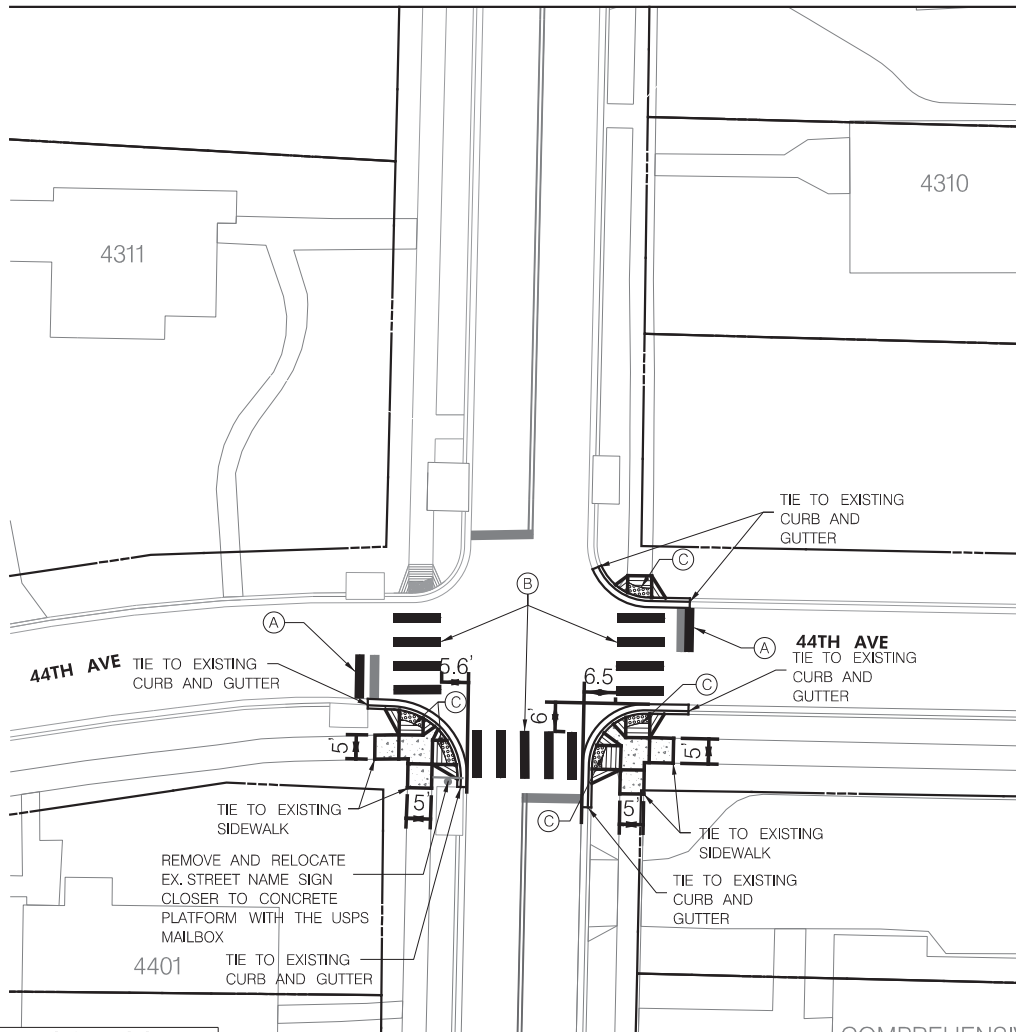 4310
4311
TIE TO EXISTING
CURB AND
GUTTER
C
B
A
A
44TH AVE
44TH AVE
TIE TO EXISTING
CURB AND GUTTER
TIE TO EXISTING
CURB AND
GUTTER
5.6'
6.5
C
C
6'
5'
5'
5'
5'
C
TIE TO EXISTING
SIDEWALK
TIE TO EXISTING
SIDEWALK
REMOVE AND RELOCATE
EX. STREET NAME SIGN
CLOSER TO CONCRETE
PLATFORM WITH THE USPS
MAILBOX
TIE TO EXISTING
CURB AND
GUTTER
4401
TIE TO EXISTING
CURB AND GUTTER